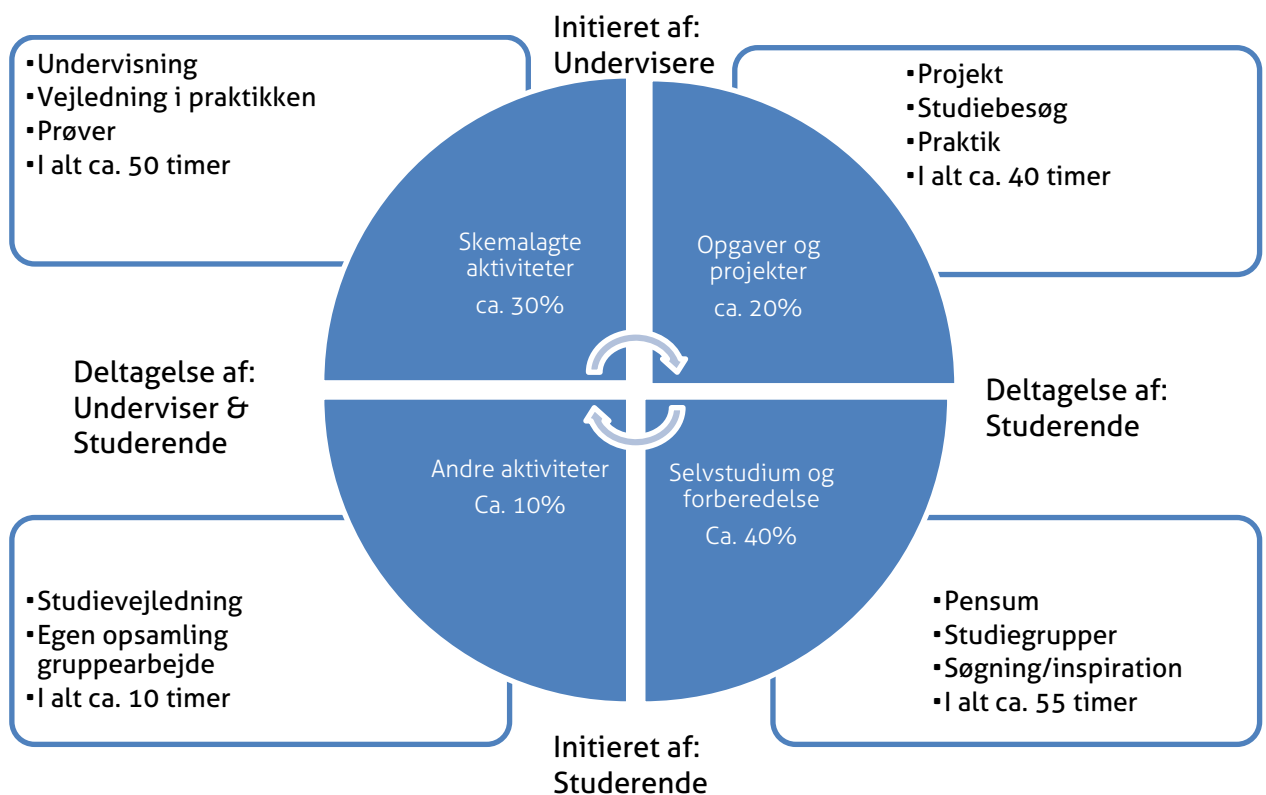 Initieret af:
Undervisere
▪Undervisning
▪Vejledning i praktikken
▪Prøver
▪I alt ca. 50 timer
▪Projekt
▪Studiebesøg
▪Praktik
▪I alt ca. 40 timer
Skemalagte
aktiviteter
ca. 30%
Opgaver og
projekter
ca. 20%
Deltagelse af:
Underviser &
Studerende
Deltagelse af:
Studerende
Andre aktiviteter
Ca. 10%
Selvstudium og
forberedelse
Ca. 40%
▪Studievejledning
▪Egen opsamling
gruppearbejde
▪I alt ca. 10 timer
▪Pensum
▪Studiegrupper
▪Søgning/inspiration
▪I alt ca. 55 timer
Initieret af:
Studerende